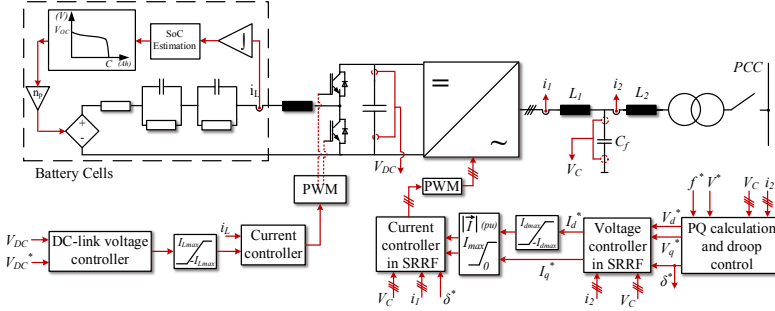 (V)
V_OC
C (Ah)
SoC
Estimation
∫
n_p
+
-
i_L
Battery Cells
PWM
V_DC
=
~
i_1
L_1
i_2
L_2
PCC
C_f
V_C
PWM
V_DC
V_DC*
DC-link voltage
controller
I_Lmax
-I_Lmax
i_L
Current
controller
Current
controller
in SRRF
V_C
i_1
δ*
|I| (pu)
I_max
0
I_dmax
-I_dmax
I_d*
I_q*
Voltage
controller
in SRRF
i_2
V_C
V_d*
V_q*
δ*
f* V*
V_C i_2
PQ calculation
and droop
control